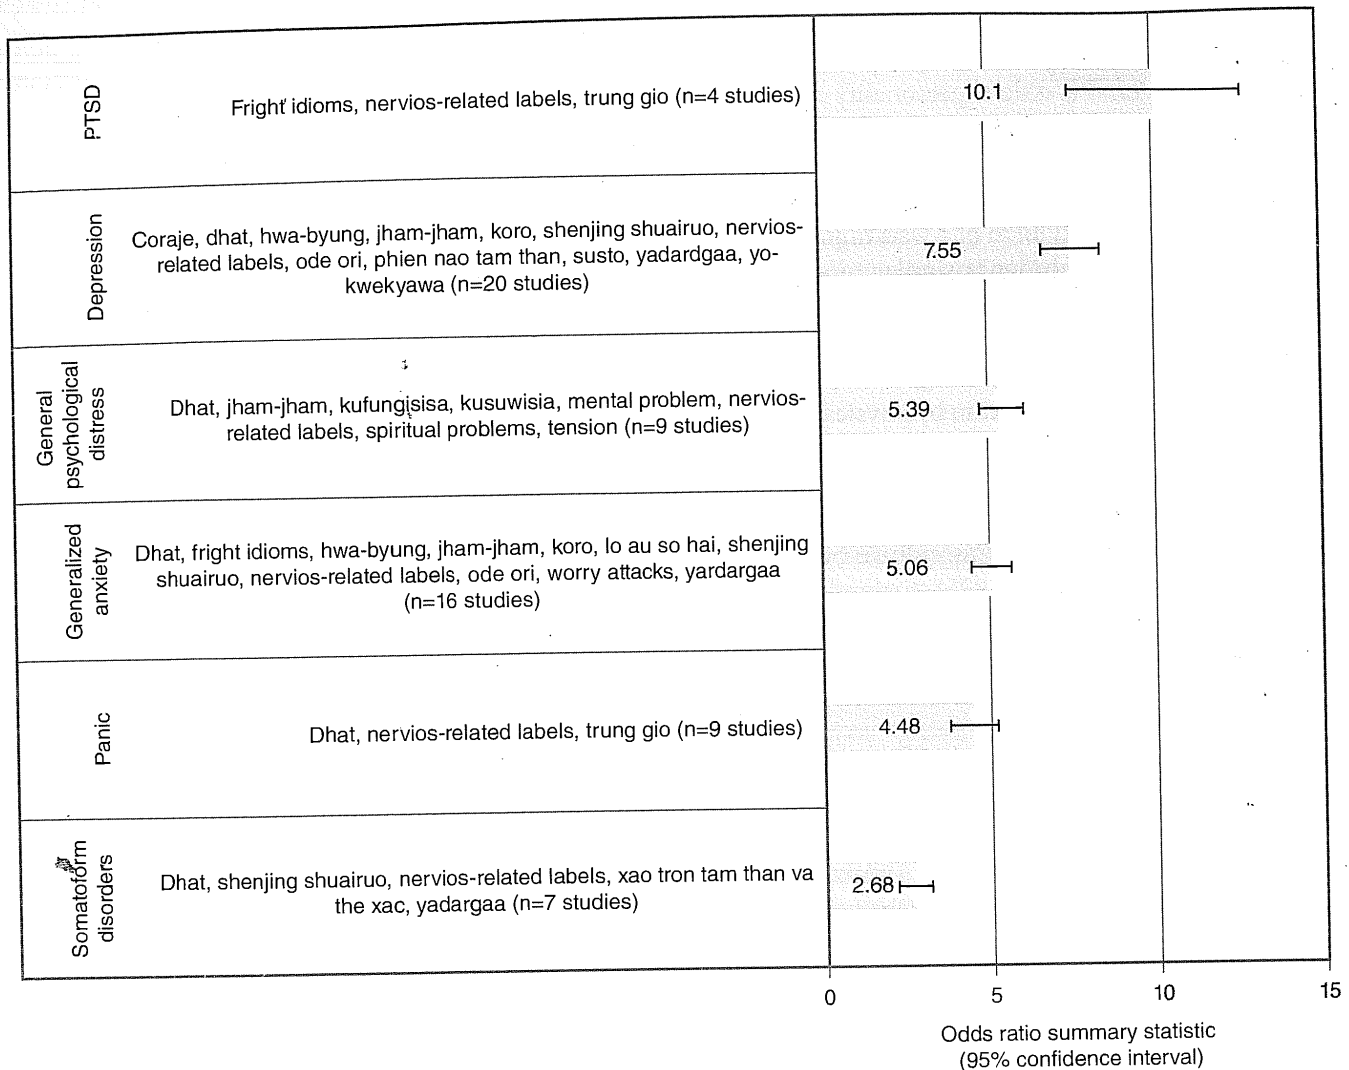 PTSD
Fright idioms, nervios-related labels, trung gio (n=4 studies)
10.1
Depression
Coraje, dhat, hwa-byung, jham-jham, koro, shenjing shuairuo, nervios-
related labels, ode ori, phien nao tam than, susto, yadardgaa, yo-
kwekyawa (n=20 studies)
7.55
General
psychological
distress
Dhat, jham-jham, kufungisisa, kusuwisia, mental problem, nervios-
related labels, spiritual problems, tension (n=9 studies)
5.39
Generalized
anxiety
Dhat, fright idioms, hwa-byung, jham-jham, koro, lo au so hai, shenjing
shuairuo, nervios-related labels, ode ori, worry attacks, yardargaa
(n=16 studies)
5.06
Panic
Dhat, nervios-related labels, trung gio (n=9 studies)
4.48
Somatoform
disorders
Dhat, shenjing shuairuo, nervios-related labels, xao tron tam than va
the xac, yadargaa (n=7 studies)
2.68
0
5
10
15
Odds ratio summary statistic
(95% confidence interval)